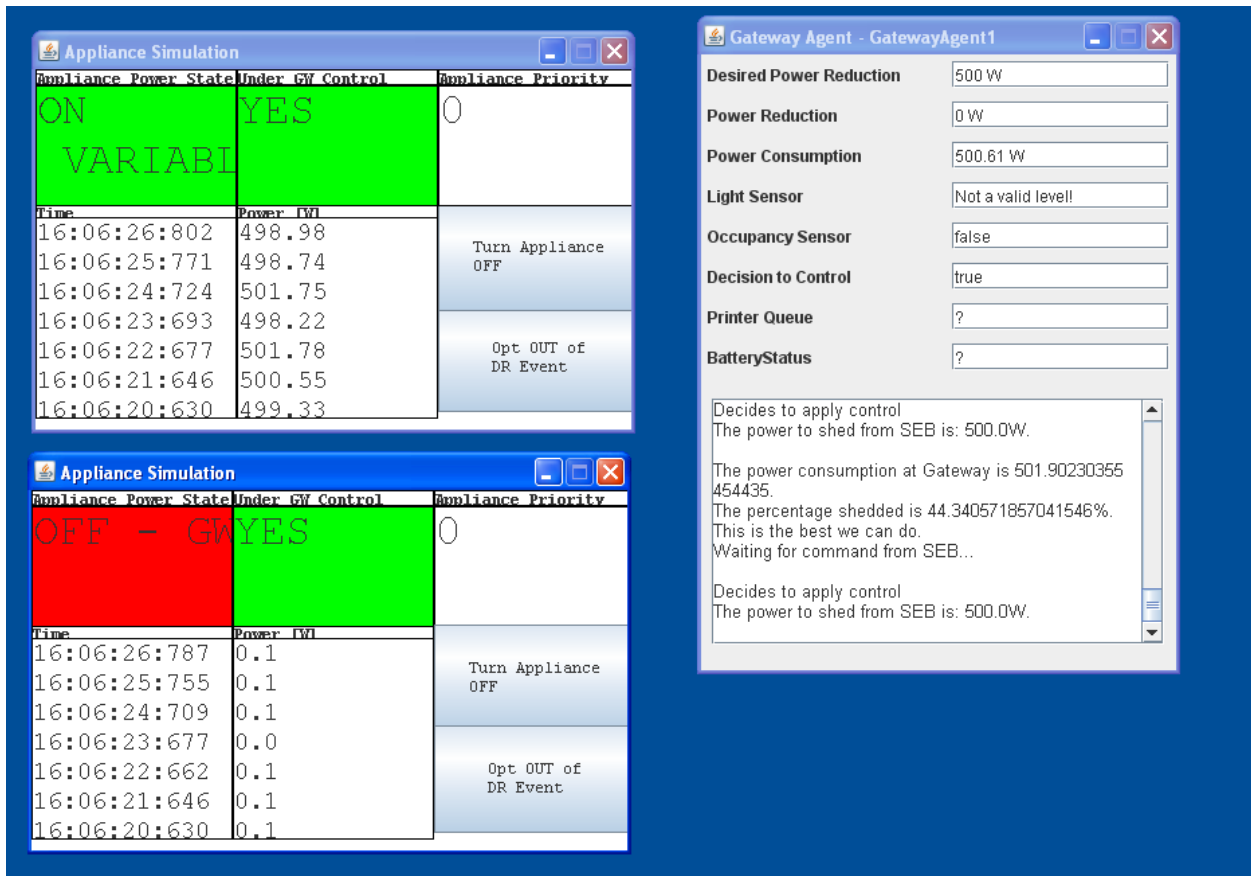 Appliance Simulation
Appliance Power State Under GW Control Appliance Priority
ON YES 0
VARIABL
Time Power [W]
16:06:26:802 498.98
16:06:25:771 498.74
16:06:24:724 501.75
16:06:23:693 498.22
16:06:22:677 501.78
16:06:21:646 500.55
16:06:20:630 499.33
Turn Appliance
OFF
Opt OUT of
DR Event
Appliance Simulation
Appliance Power State Under GW Control Appliance Priority
OFF - GW YES 0
Time Power [W]
16:06:26:787 0.1
16:06:25:755 0.1
16:06:24:709 0.1
16:06:23:677 0.0
16:06:22:662 0.1
16:06:21:646 0.1
16:06:20:630 0.1
Turn Appliance
OFF
Opt OUT of
DR Event
Gateway Agent - GatewayAgent1
Desired Power Reduction 500 W
Power Reduction 0 W
Power Consumption 500.61 W
Light Sensor Not a valid level!
Occupancy Sensor false
Decision to Control true
Printer Queue ?
BatteryStatus ?
Decides to apply control
The power to shed from SEB is: 500.0W.
The power consumption at Gateway is 501.90230355
454435.
The percentage shedded is 44.340571857041546%.
This is the best we can do.
Waiting for command from SEB...
Decides to apply control
The power to shed from SEB is: 500.0W.